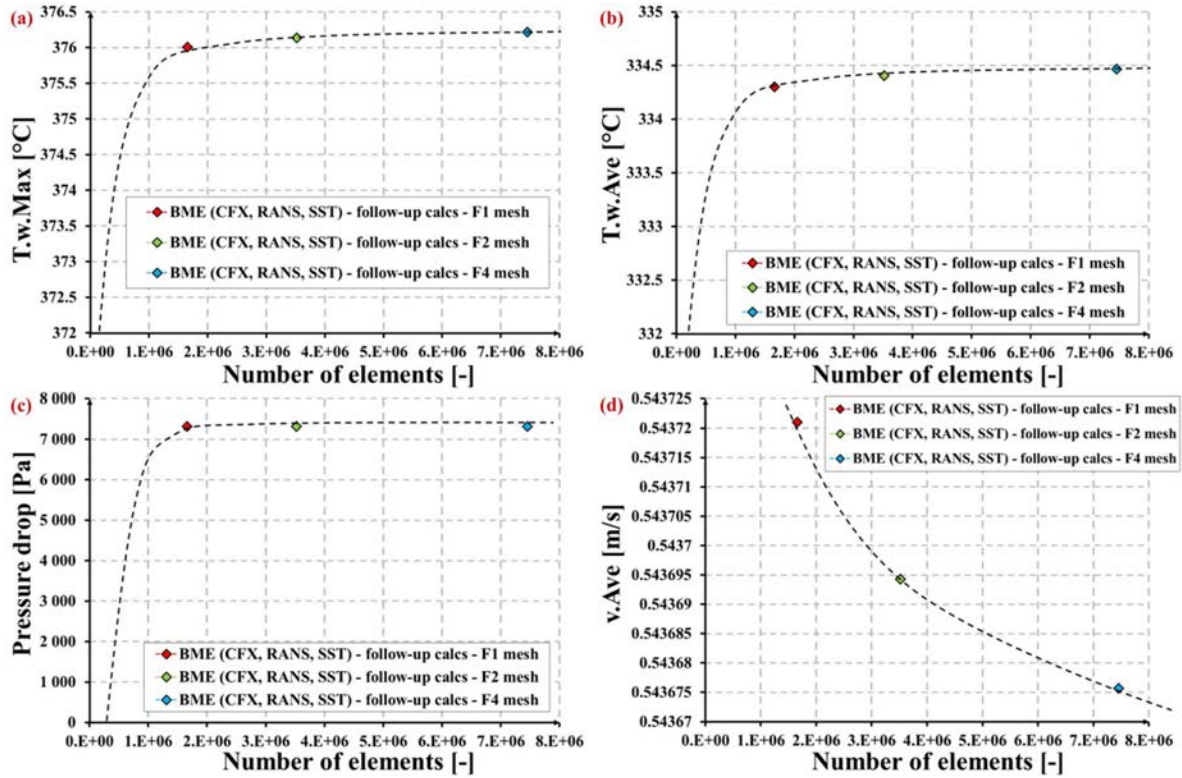 (a)
376.5
376
375.5
375
374.5
374
373.5
373
372.5
372
T.w.Max [°C]
BME (CFX, RANS, SST) - follow-up calcs - F1 mesh
BME (CFX, RANS, SST) - follow-up calcs - F2 mesh
BME (CFX, RANS, SST) - follow-up calcs - F4 mesh
0.E+00 1.E+06 2.E+06 3.E+06 4.E+06 5.E+06 6.E+06 7.E+06 8.E+06
Number of elements [-]
(b)
335
334.5
334
333.5
333
332.5
332
T.w.Ave [°C]
BME (CFX, RANS, SST) - follow-up calcs - F1 mesh
BME (CFX, RANS, SST) - follow-up calcs - F2 mesh
BME (CFX, RANS, SST) - follow-up calcs - F4 mesh
0.E+00 1.E+06 2.E+06 3.E+06 4.E+06 5.E+06 6.E+06 7.E+06 8.E+06
Number of elements [-]
(c)
8 000
7 000
6 000
5 000
4 000
3 000
2 000
1 000
0
Pressure drop [Pa]
BME (CFX, RANS, SST) - follow-up calcs - F1 mesh
BME (CFX, RANS, SST) - follow-up calcs - F2 mesh
BME (CFX, RANS, SST) - follow-up calcs - F4 mesh
0.E+00 1.E+06 2.E+06 3.E+06 4.E+06 5.E+06 6.E+06 7.E+06 8.E+06
Number of elements [-]
(d)
0.543725
0.54372
0.543715
0.54371
0.543705
0.5437
0.543695
0.54369
0.543685
0.54368
0.543675
0.54367
v.Ave [m/s]
BME (CFX, RANS, SST) - follow-up calcs - F1 mesh
BME (CFX, RANS, SST) - follow-up calcs - F2 mesh
BME (CFX, RANS, SST) - follow-up calcs - F4 mesh
0.E+00 1.E+06 2.E+06 3.E+06 4.E+06 5.E+06 6.E+06 7.E+06 8.E+06
Number of elements [-]